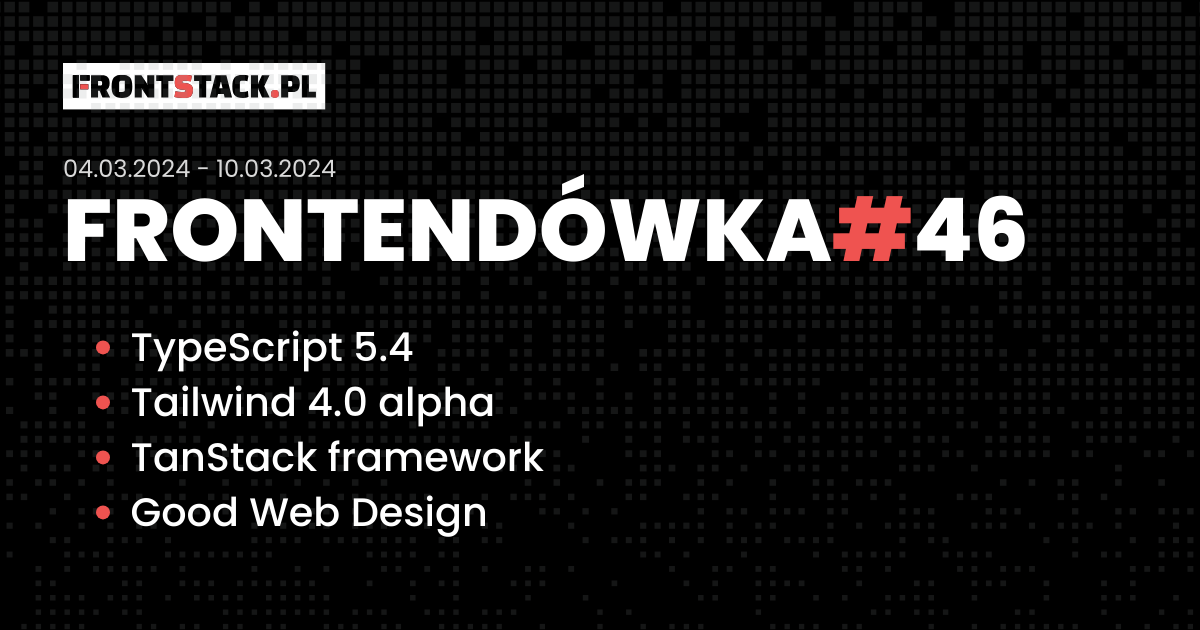 FRONTSTACK.PL
04.03.2024 - 10.03.2024
FRONTENDÓWKA#46
• TypeScript 5.4
• Tailwind 4.0 alpha
• TanStack framework
• Good Web Design